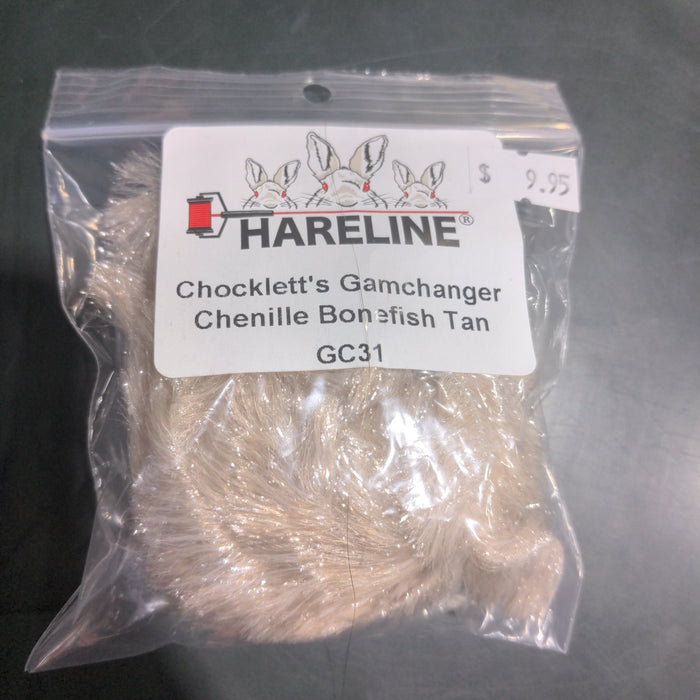 $ 9.95
HARELINE®
Chocklett's Gamchanger
Chenille Bonefish Tan
GC31